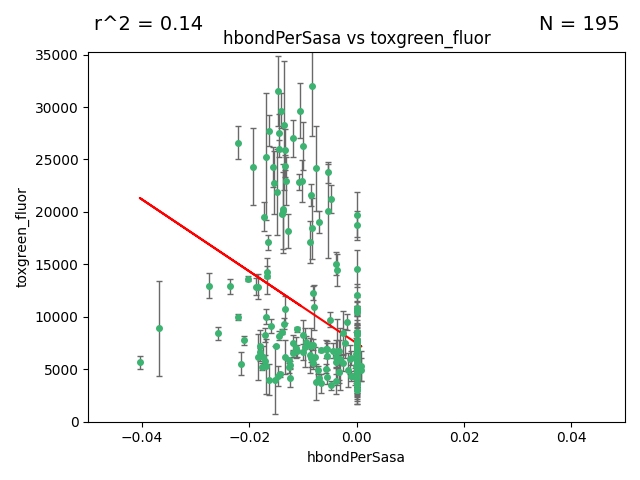 r^2 = 0.14
N = 195
hbondPerSasa vs toxgreen_fluor
toxgreen_fluor
35000
30000
25000
20000
15000
10000
5000
0
−0.04
−0.02
0.00
0.02
0.04
hbondPerSasa